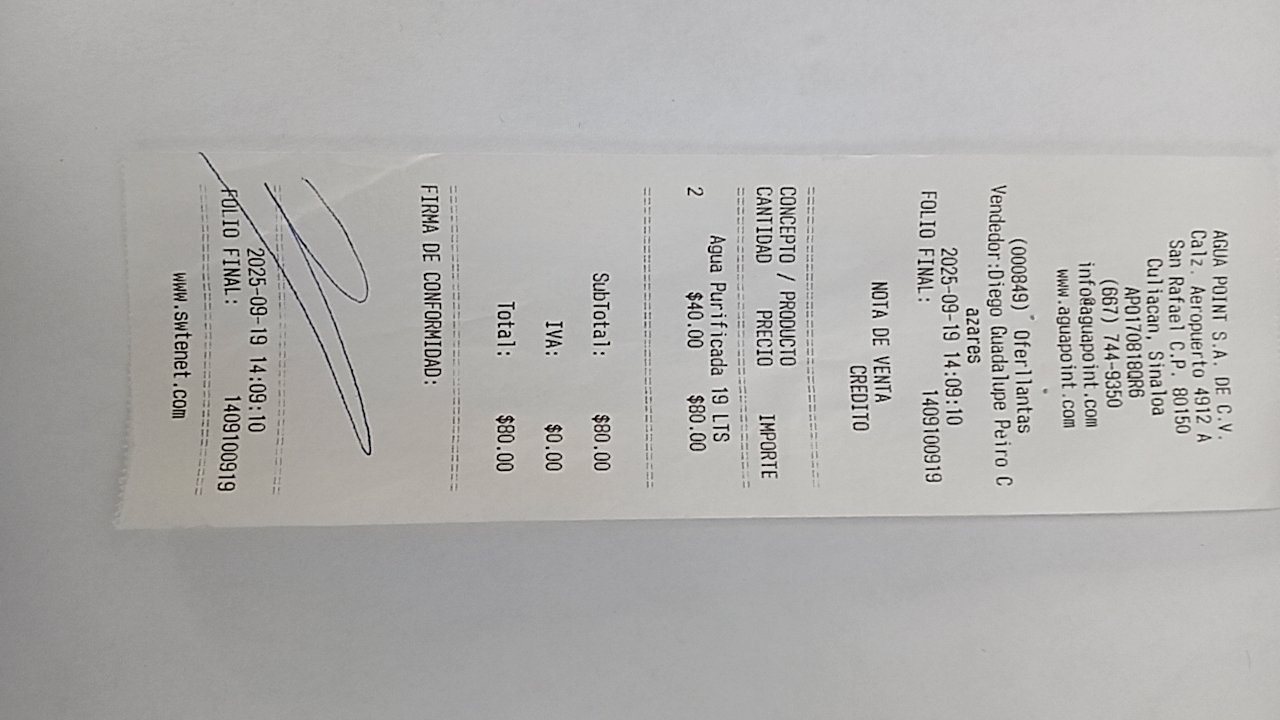 AGUA POINT S.A. DE C.V.
Calz. Aeropuerto 4912 A
San Rafael C.P. 80150
Culiacan, Sinaloa
APO170818QR6
(667) 744-9350
info@aguapoint.com
www.aguapoint.com
(000849)* Oferllantas
Vendedor:Diego Guadalupe Peiro C
azares
2025-09-19 14:09:10
FOLIO FINAL: 1409100919
NOTA DE VENTA
CREDITO
CONCEPTO / PRODUCTO
CANTIDAD PRECIO IMPORTE
Agua Purificada 19 LTS
2 $40.00 $80.00
SubTotal: $80.00
IVA: $0.00
Total: $80.00
FIRMA DE CONFORMIDAD:
2025-09-19 14:09:10
FOLIO FINAL: 1409100919
www.swtenet.com